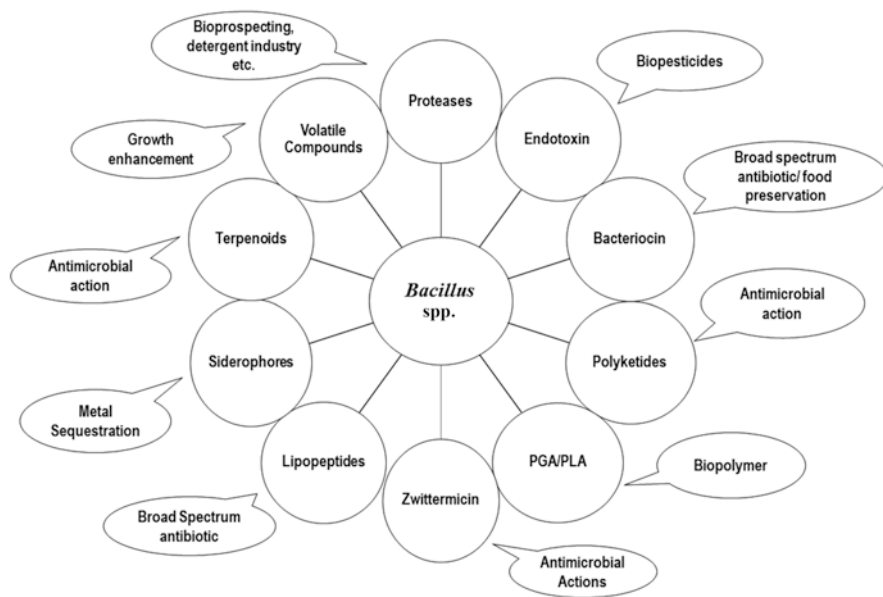 Bioprospecting,
detergent industry
etc.
Proteases
Biopesticides
Endotoxin
Volatile
Compounds
Growth
enhancement
Broad spectrum
antibiotic/ food
preservation
Bacteriocin
Terpenoids
Antimicrobial
action
Bacillus
spp.
Antimicrobial
action
Polyketides
Siderophores
Metal
Sequestration
Lipopeptides
PGA/PLA
Biopolymer
Zwittermicin
Broad Spectrum
antibiotic
Antimicrobial
Actions